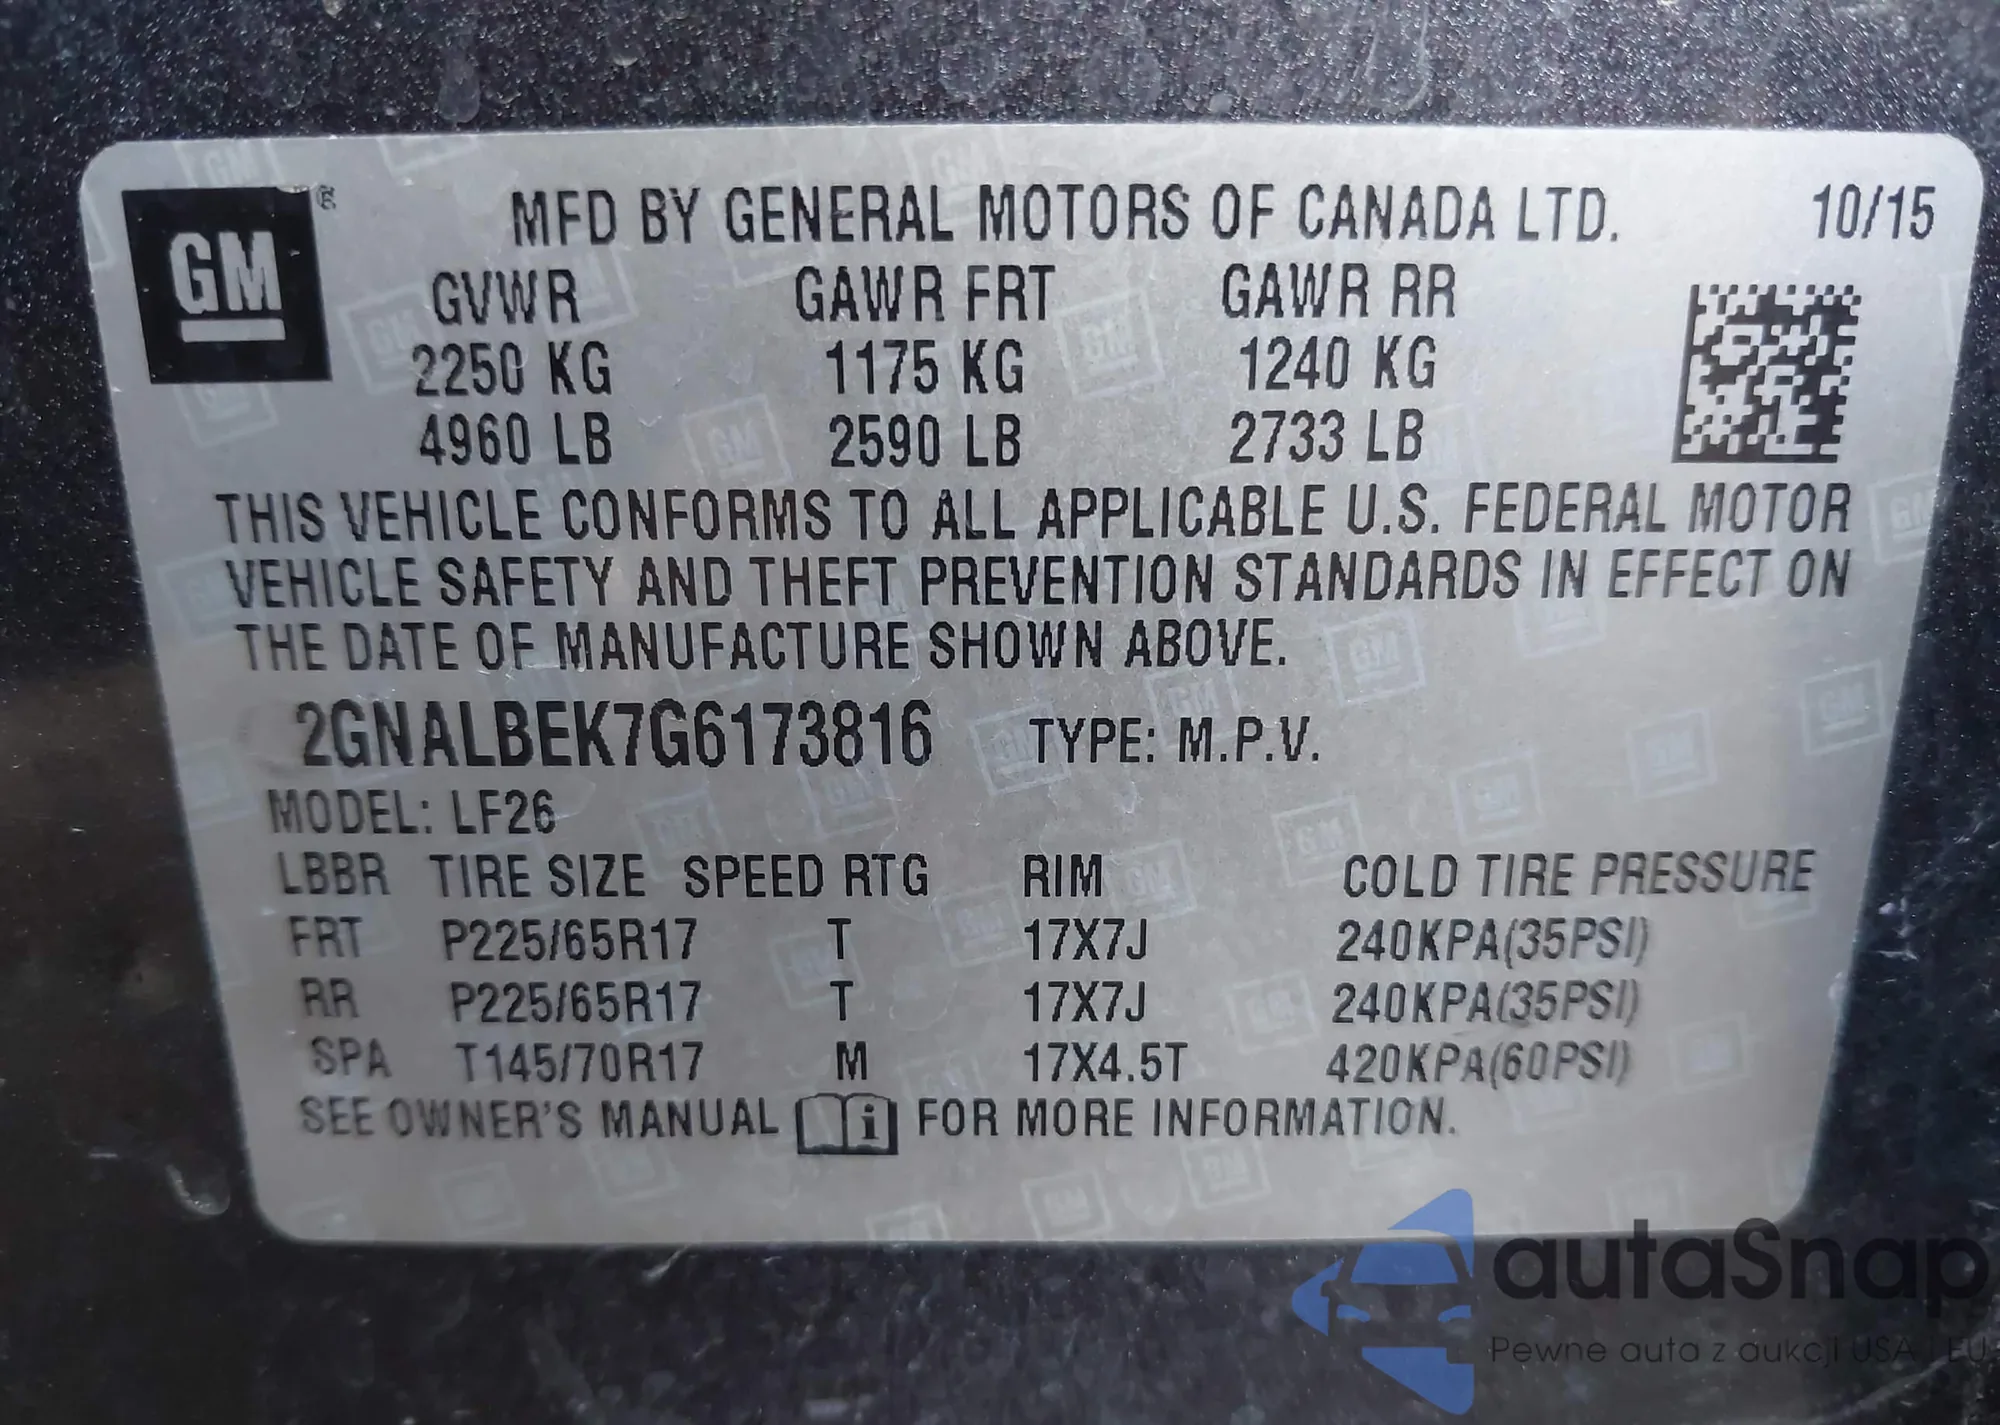 GM ®
MFD BY GENERAL MOTORS OF CANADA LTD. 10/15
GVWR GAWR FRT GAWR RR
2250 KG 1175 KG 1240 KG
4960 LB 2590 LB 2733 LB
THIS VEHICLE CONFORMS TO ALL APPLICABLE U.S. FEDERAL MOTOR
VEHICLE SAFETY AND THEFT PREVENTION STANDARDS IN EFFECT ON
THE DATE OF MANUFACTURE SHOWN ABOVE.
2GNALBEK7G6173816 TYPE: M.P.V.
MODEL: LF26
LBBR TIRE SIZE SPEED RTG RIM COLD TIRE PRESSURE
FRT P225/65R17 T 17X7J 240KPA(35PSI)
RR P225/65R17 T 17X7J 240KPA(35PSI)
SPA T145/70R17 M 17X4.5T 420KPA(60PSI)
SEE OWNER'S MANUAL i FOR MORE INFORMATION.
autaSnap
Pewne auta z aukcji USA i EU